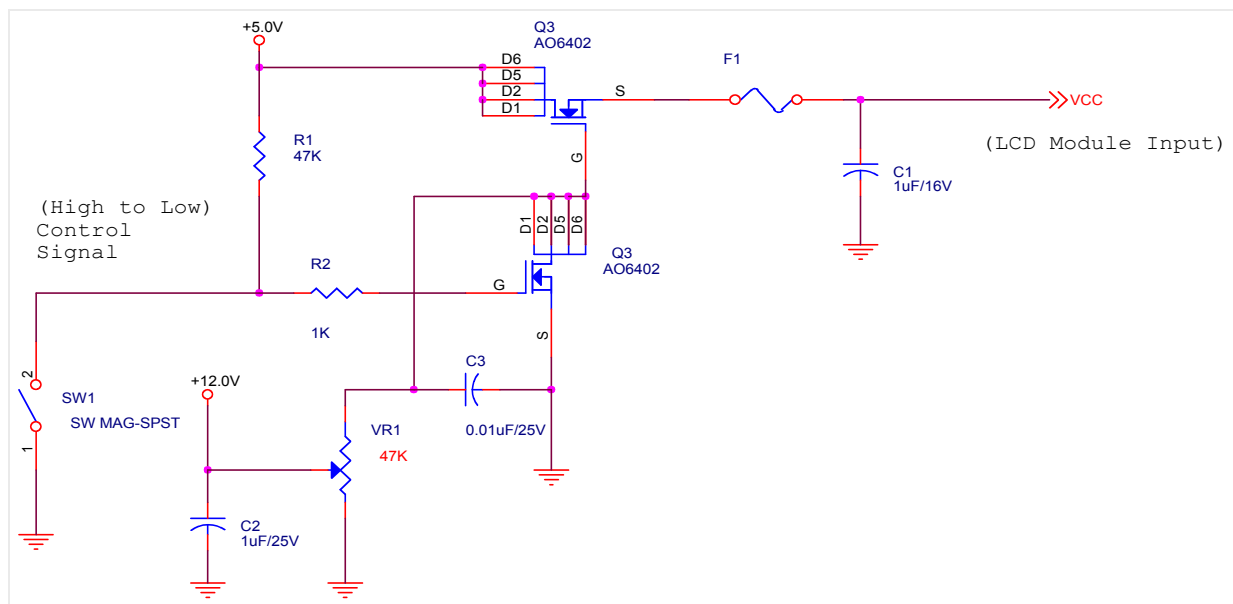 +5.0V
Q3
AO6402
D6
D5
D2
D1
S
G
F1
VCC
(LCD Module Input)
R1
47K
C1
1uF/16V
(High to Low)
Control
Signal
D1
D2
D5
D6
Q3
AO6402
R2
1K
G
S
C3
0.01uF/25V
2
SW1
SW MAG-SPST
1
+12.0V
VR1
47K
C2
1uF/25V